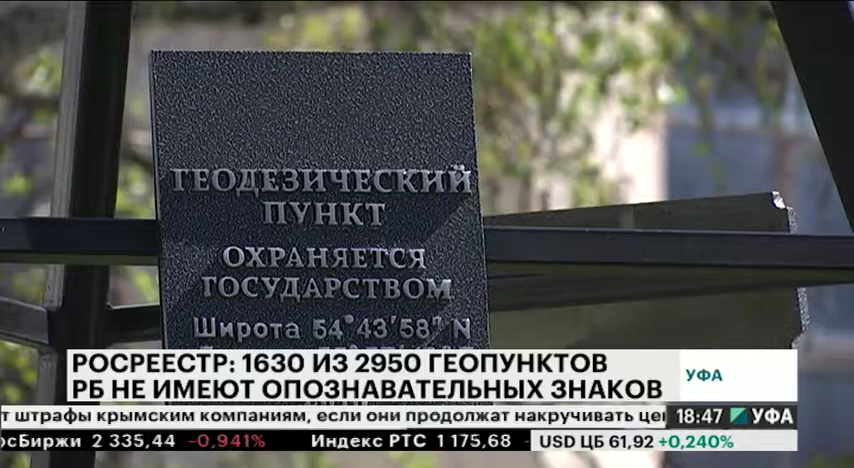 ГЕОДЕЗИЧЕСКИЙ
ПУНКТ
ОХРАНЯЕТСЯ
ГОСУДАРСТВОМ
Широта 54°43′58″ N
РОСРЕЕСТР: 1630 ИЗ 2950 ГЕОПУНКТОВ
РБ НЕ ИМЕЮТ ОПОЗНАВАТЕЛЬНЫХ ЗНАКОВ
УФА
штрафы крымским компаниям, если они продолжат накручивать
18:47 УФА
2 335,44 -0,941% Индекс РТС 1 175,68 -
USD ЦБ 61,92 +0,240%